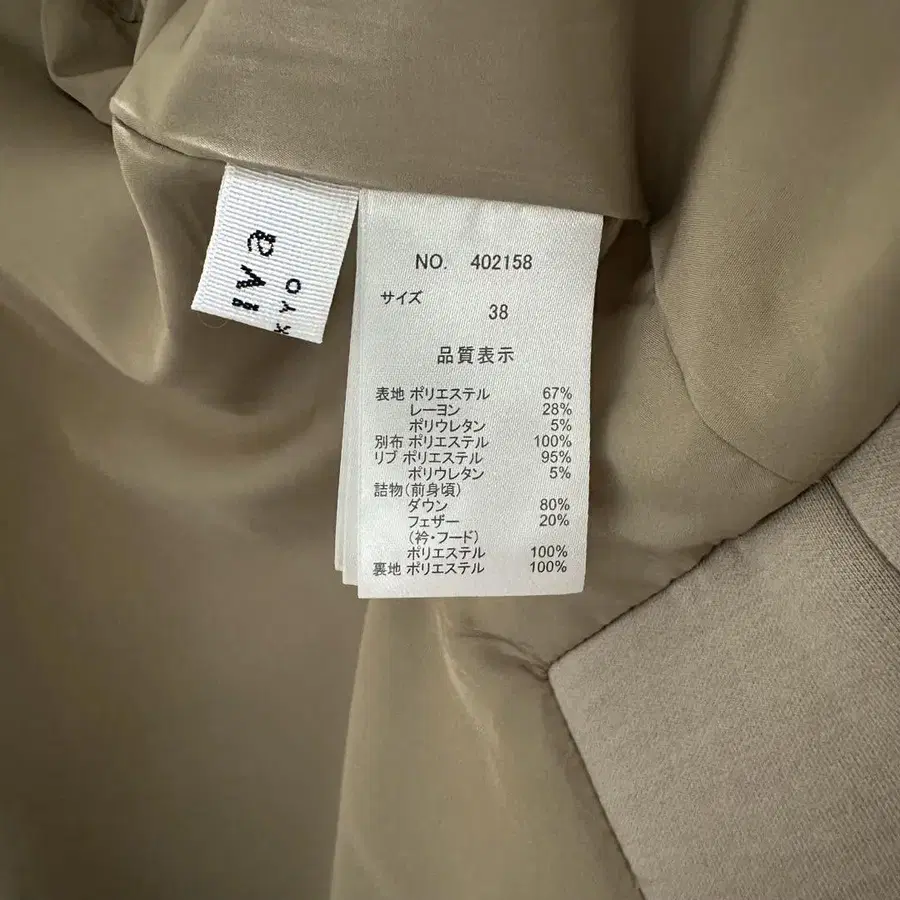 iva
KYO
NO. 402158
サイズ
38
品質表示
表地 ポリエステル 67%
レーヨン 28%
ポリウレタン 5%
別布 ポリエステル 100%
リブ ポリエステル 95%
ポリウレタン 5%
詰物(前身頃)
ダウン 80%
フェザー 20%
(衿・フード)
ポリエステル 100%
裏地 ポリエステル 100%